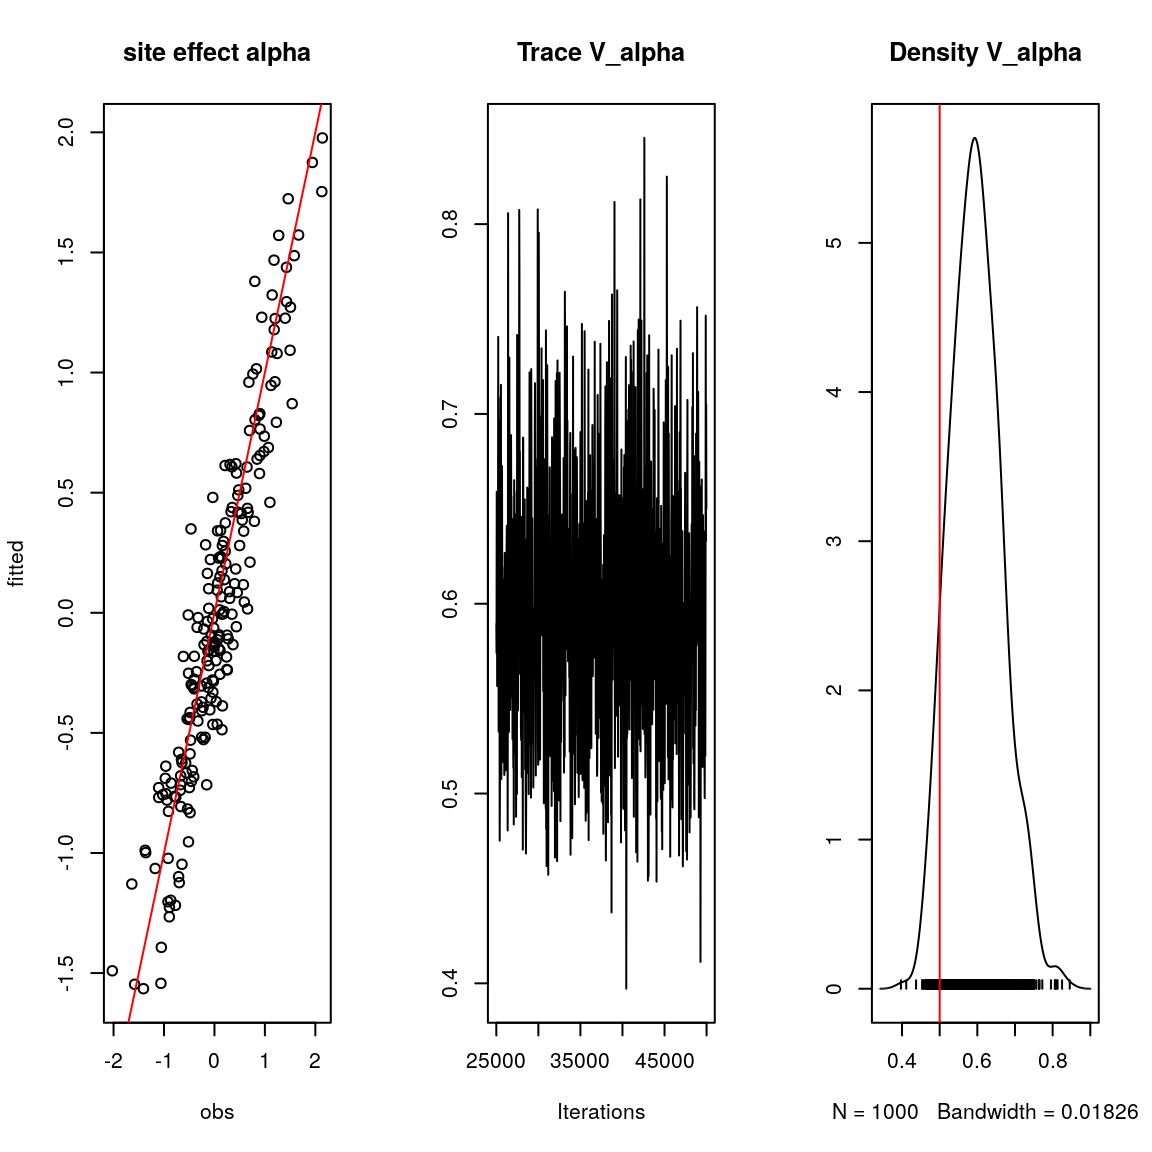 site effect alpha
fitted
2.0
1.5
1.0
0.5
0.0
-0.5
-1.0
-1.5
-2 -1 0 1 2
obs
Trace V_alpha
0.8
0.7
0.6
0.5
0.4
25000 35000 45000
Iterations
Density V_alpha
5
4
3
2
1
0
0.4 0.6 0.8
N = 1000 Bandwidth = 0.01826